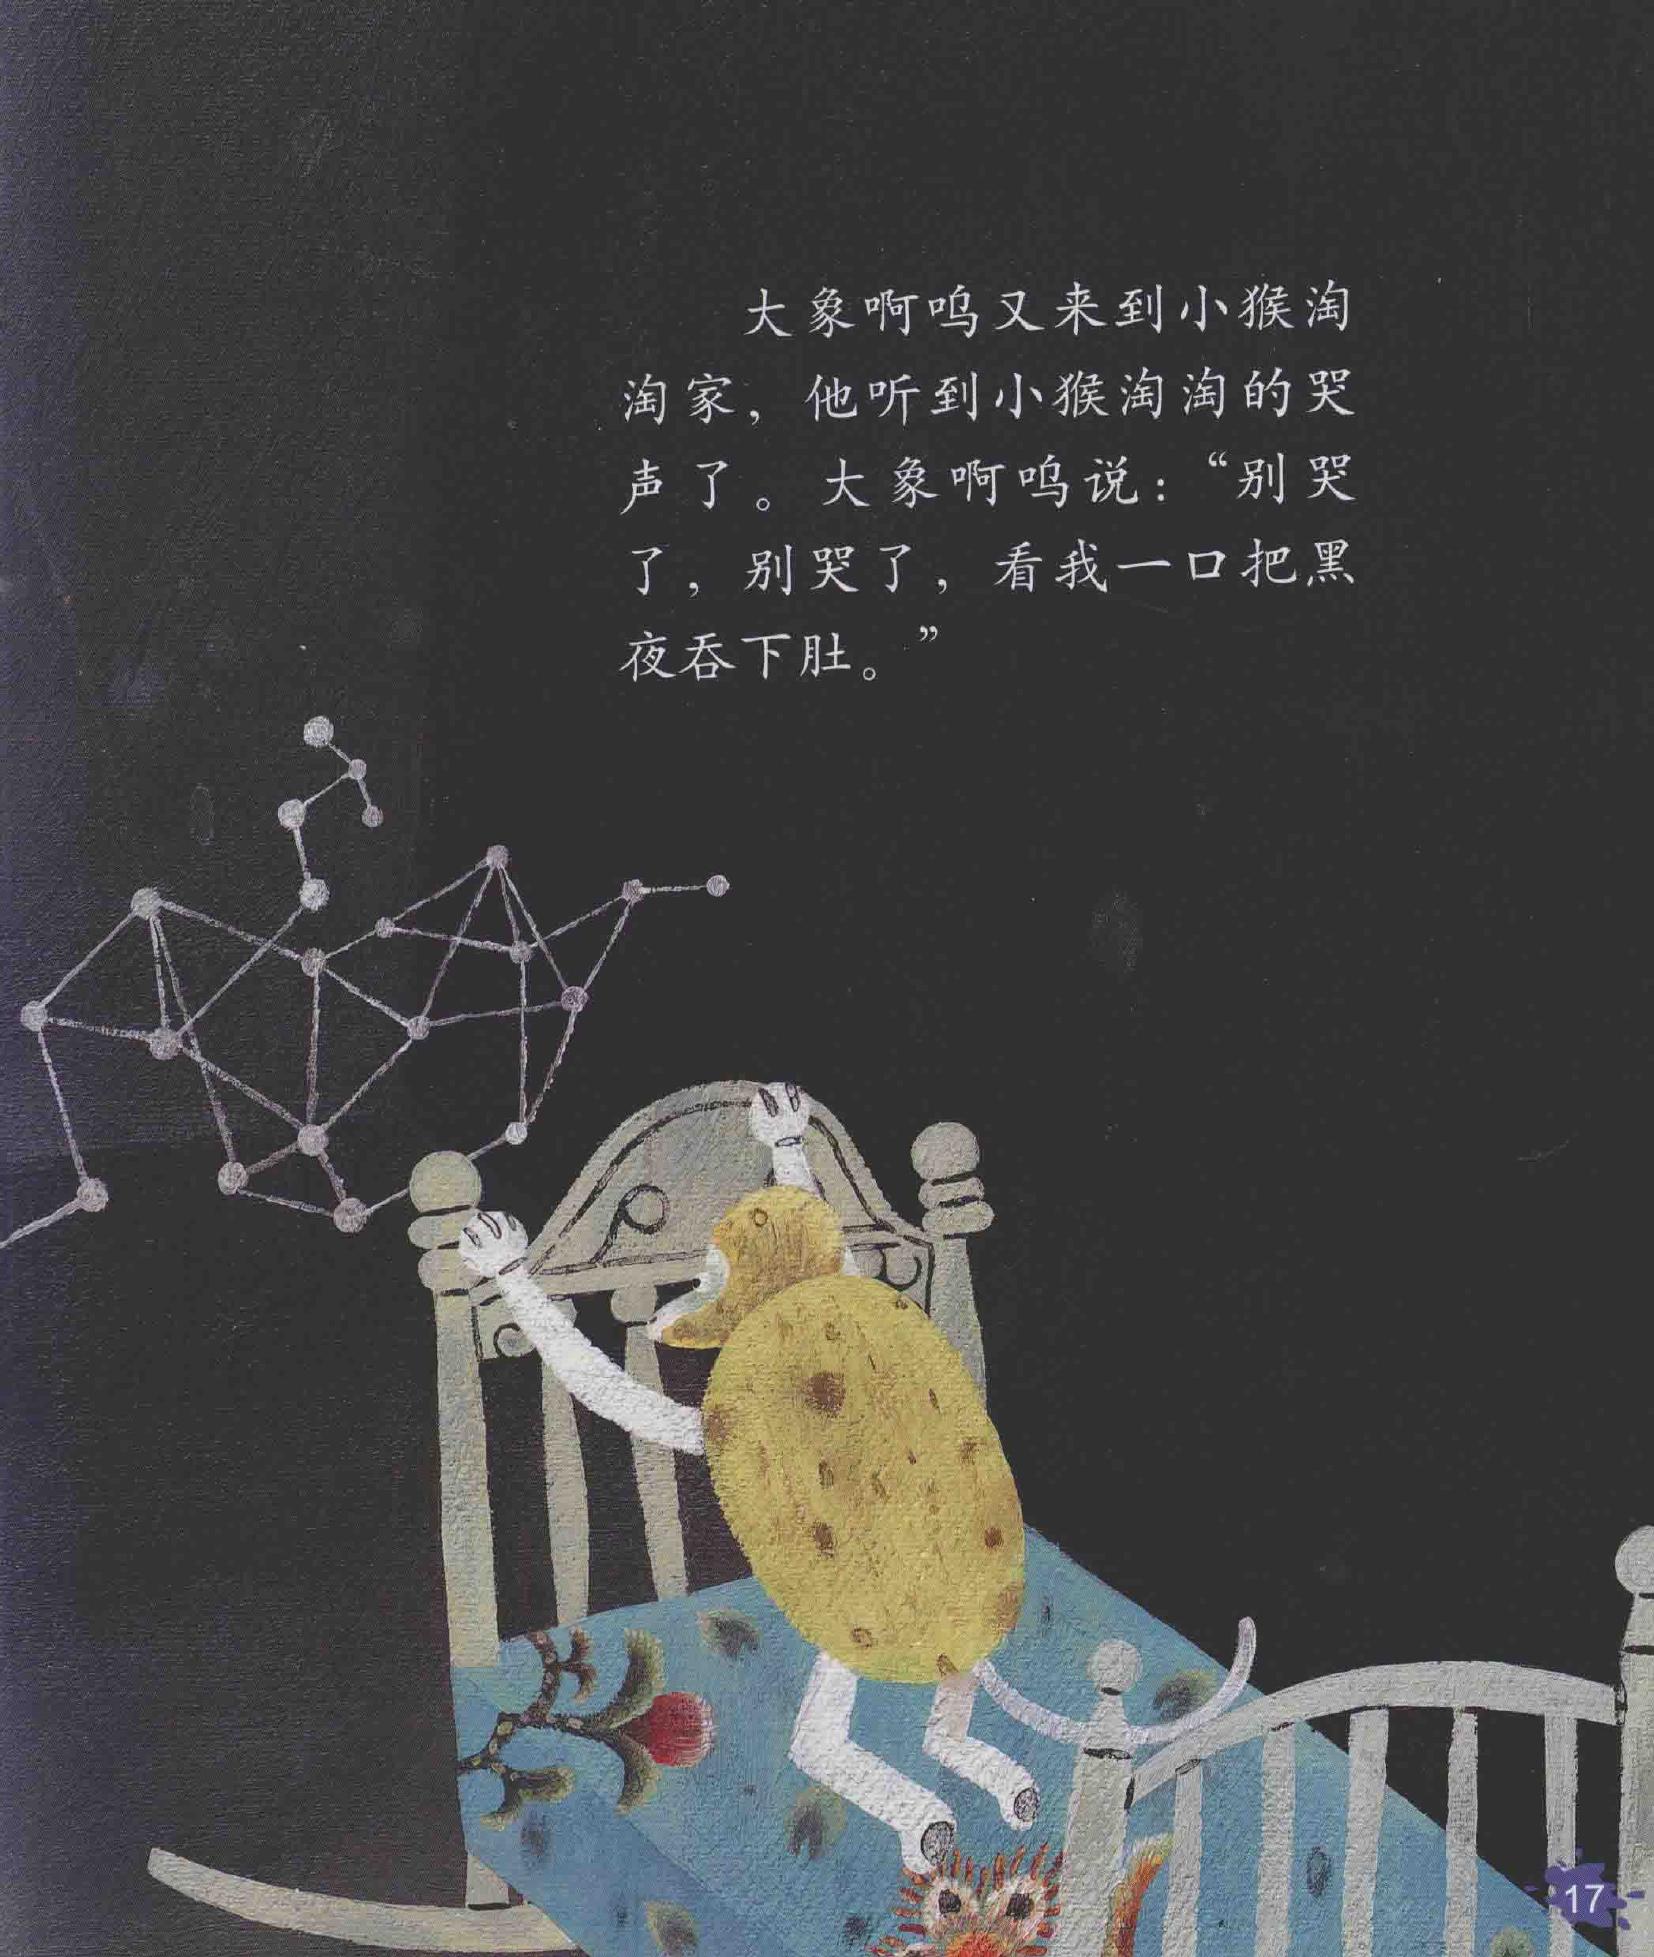 大象啊呜又来到小猴淘
淘家，他听到小猴淘淘的哭
声了。大象啊呜说：“别哭
了，别哭了，看我一口把黑
夜吞下肚。”
17